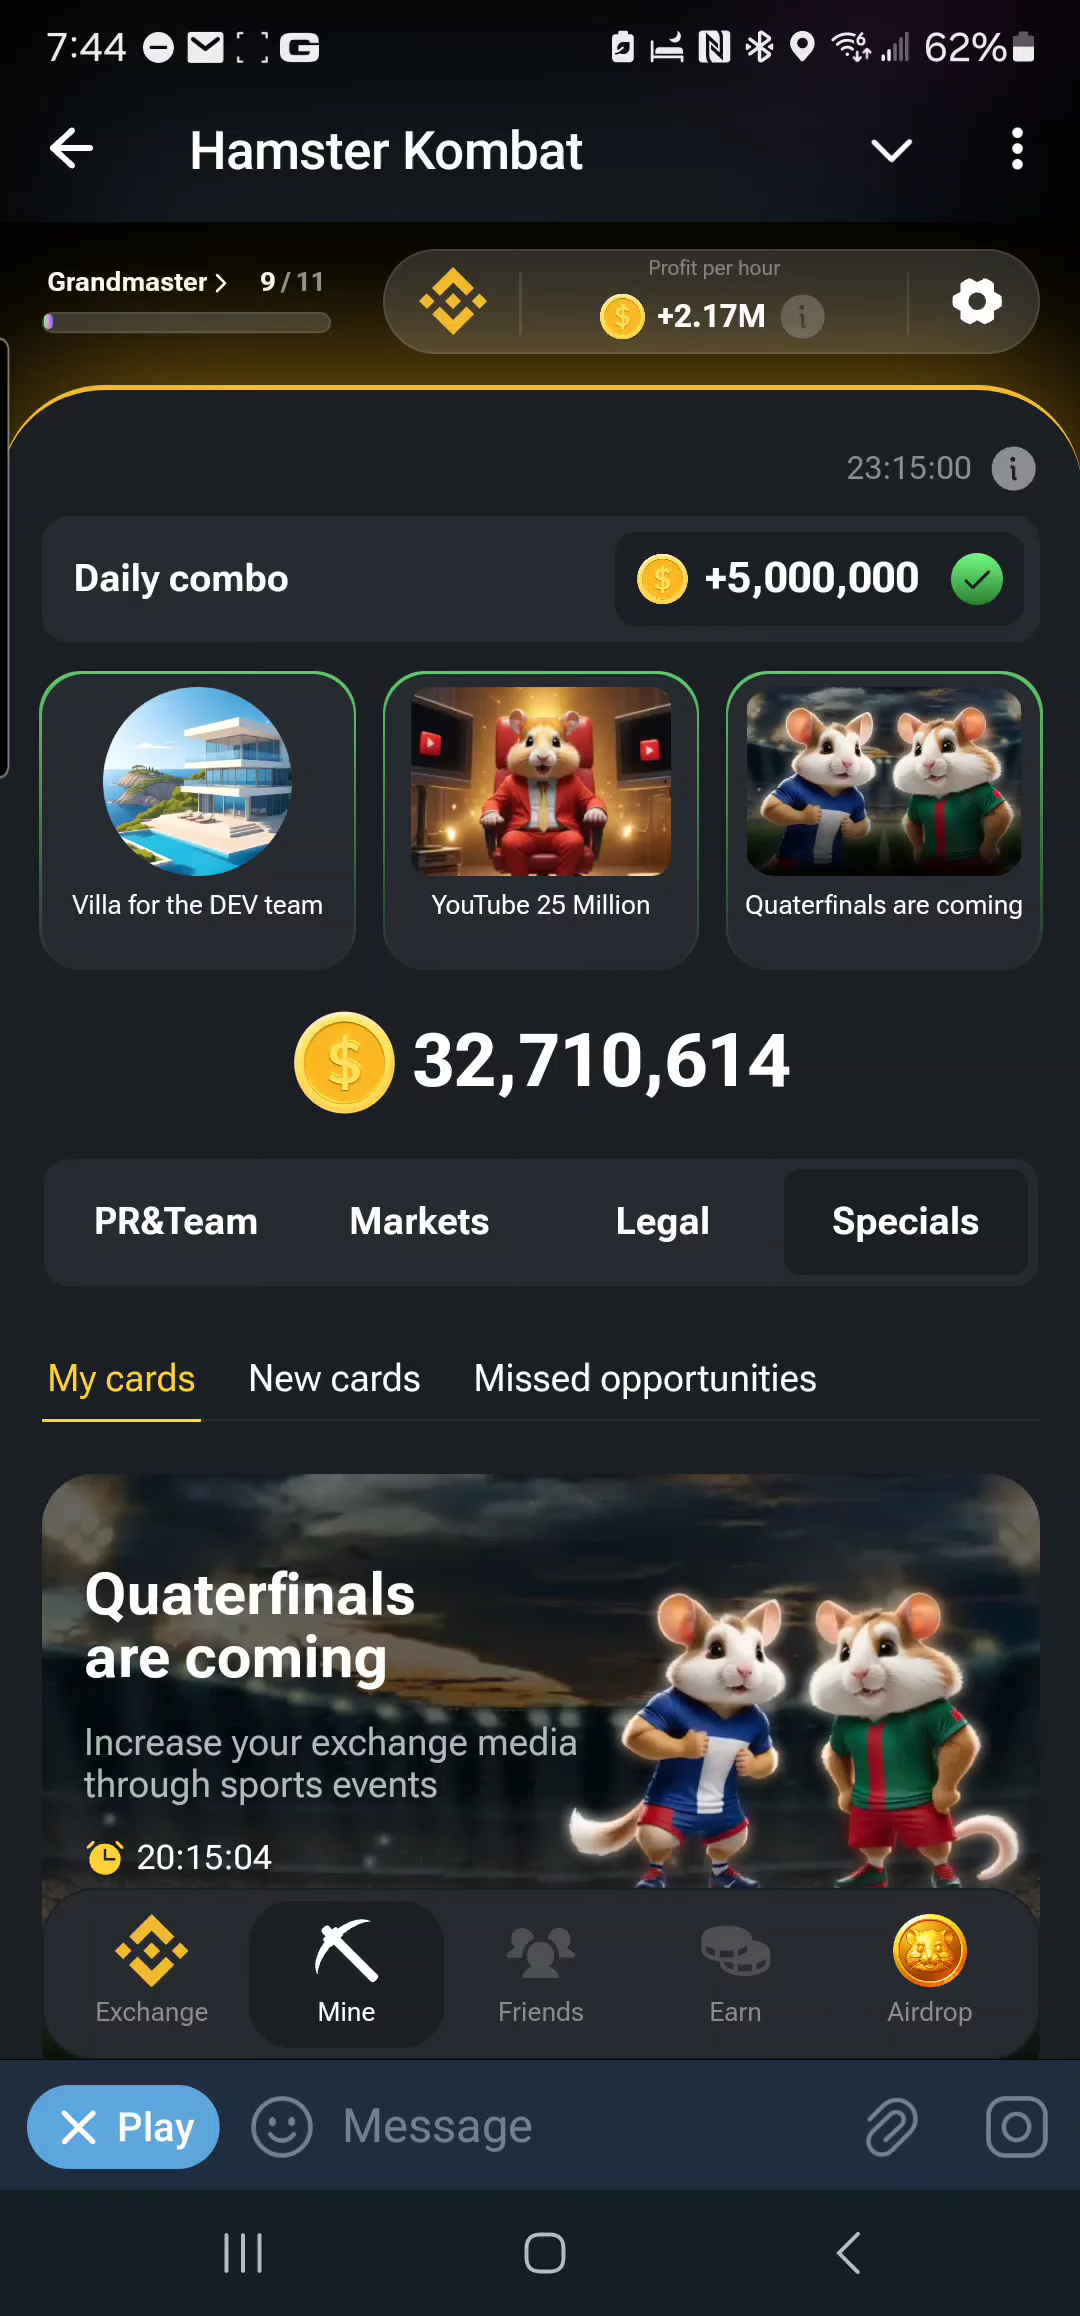 7:44
62%
Hamster Kombat
Grandmaster
9/11
Profit per hour
+2.17M
23:15:00
Daily combo
+5,000,000
Villa for the DEV team
YouTube 25 Million
Quaterfinals are coming
32,710,614
PR&Team
Markets
Legal
Specials
My cards
New cards
Missed opportunities
Quaterfinals
are coming
Increase your exchange media
through sports events
20:15:04
Exchange
Mine
Friends
Earn
Airdrop
Play
Message